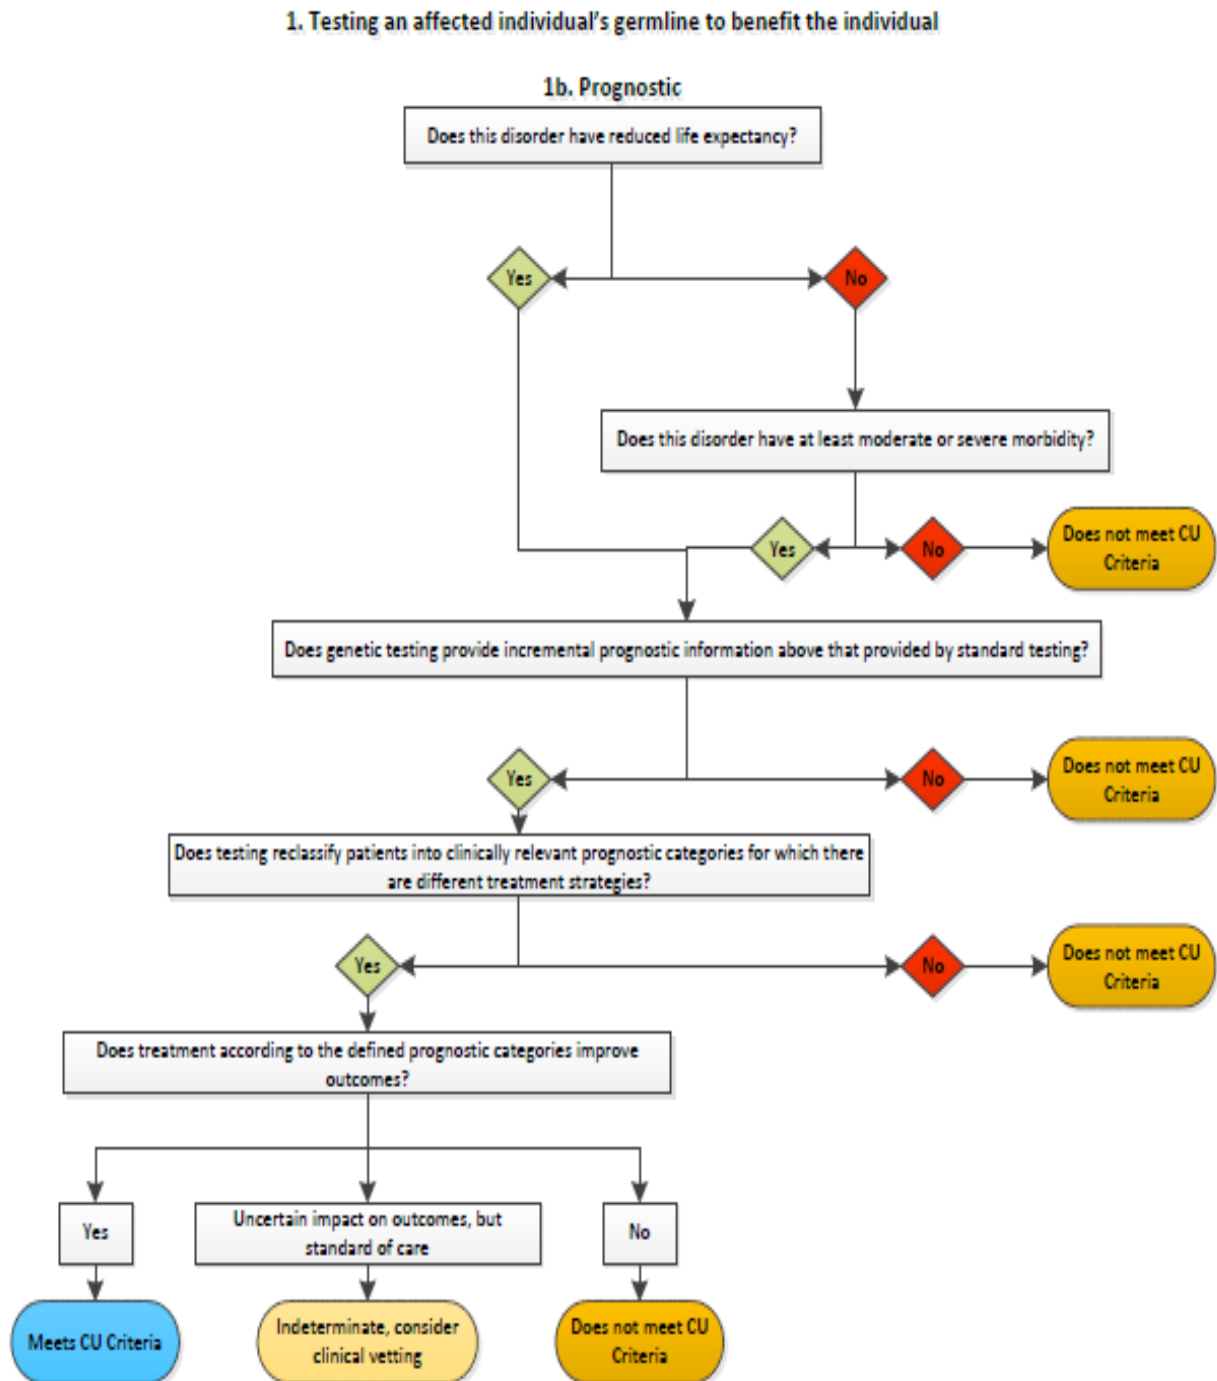 1. Testing an affected individual's germline to benefit the individual
1b. Prognostic
Does this disorder have reduced life expectancy?
Yes
No
Does this disorder have at least moderate or severe morbidity?
Yes
No
Does not meet CU
Criteria
Does genetic testing provide incremental prognostic information above that provided by standard testing?
Yes
No
Does not meet CU
Criteria
Does testing reclassify patients into clinically relevant prognostic categories for which there
are different treatment strategies?
Yes
No
Does not meet CU
Criteria
Does treatment according to the defined prognostic categories improve
outcomes?
Yes
Uncertain impact on outcomes, but
standard of care
No
Meets CU Criteria
Indeterminate, consider
clinical vetting
Does not meet CU
Criteria